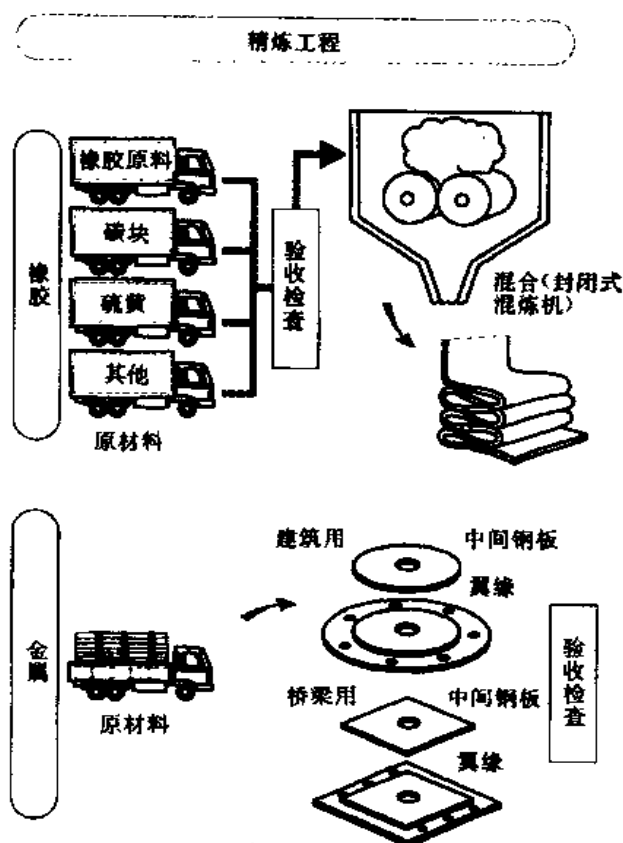 精炼工程
橡胶
橡胶原料
碳块
硫黄
其他
原材料
验收检查
混合(封闭式
混炼机)
金属
原材料
建筑用
中间钢板
翼缘
桥梁用
中间钢板
翼缘
验收检查